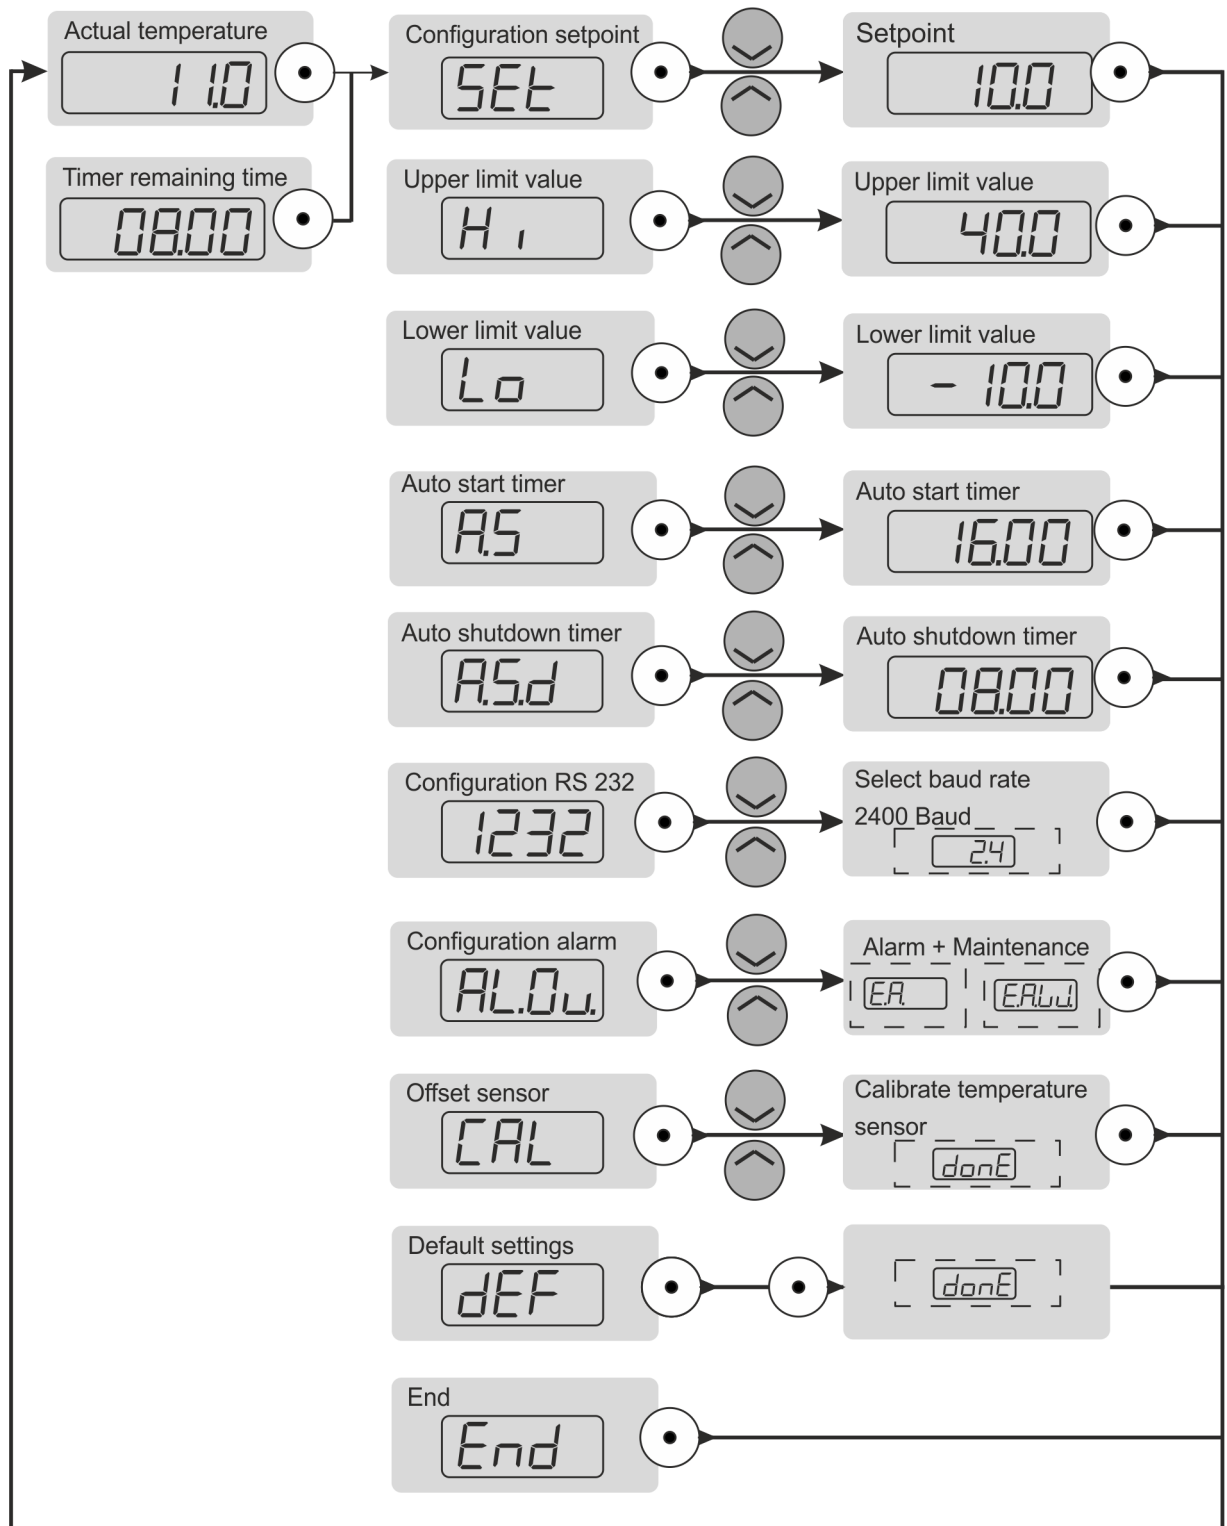 Actual temperature
11.0
Configuration setpoint
SEt
Setpoint
10.0
Timer remaining time
08.00
Upper limit value
Hi
Upper limit value
40.0
Lower limit value
Lo
Lower limit value
-10.0
Auto start timer
A.S
Auto start timer
16.00
Auto shutdown timer
A.S.d
Auto shutdown timer
08.00
Configuration RS 232
1232
Select baud rate
2400 Baud
2.4
Configuration alarm
AL.Ou.
Alarm + Maintenance
E.A.
E.A.W.
Offset sensor
CAL
Calibrate temperature
sensor
donE
Default settings
dEF
donE
End
End